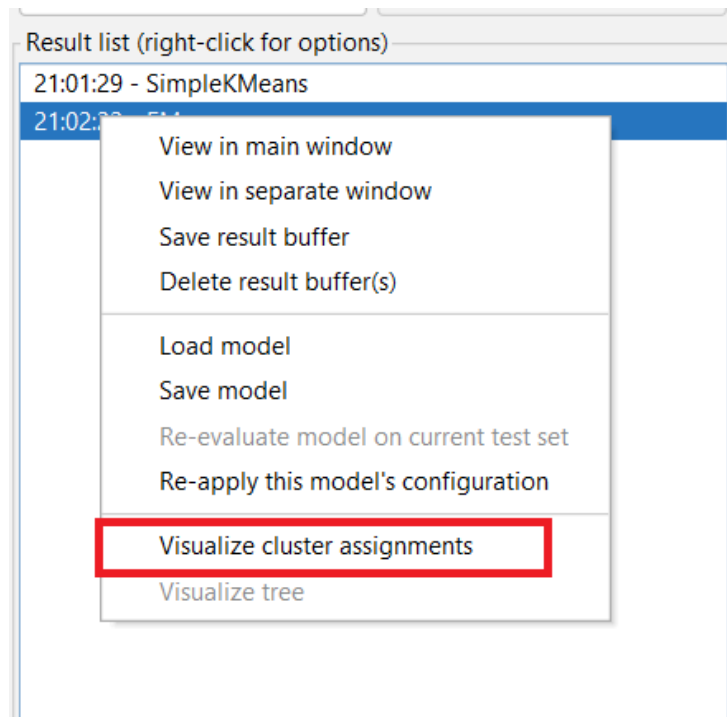 Result list (right-click for options)
21:01:29 - SimpleKMeans
21:02:
View in main window
View in separate window
Save result buffer
Delete result buffer(s)
Load model
Save model
Re-evaluate model on current test set
Re-apply this model's configuration
Visualize cluster assignments
Visualize tree